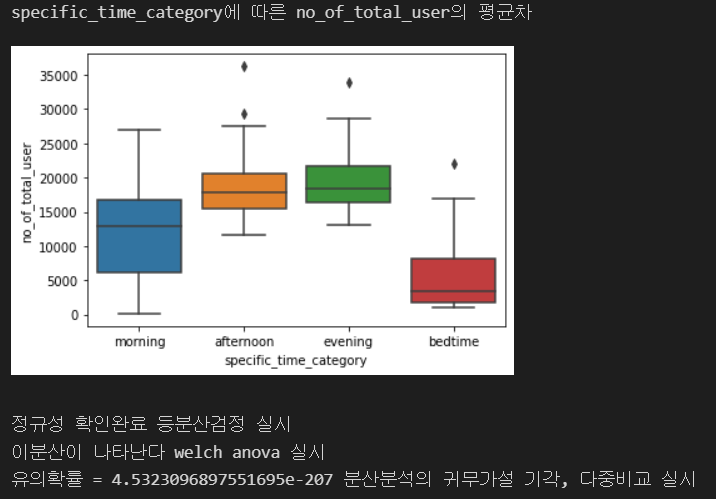 specific_time_category에 따른 no_of_total_user의 평균차
35000
30000
25000
20000
15000
10000
5000
0
no_of_total_user
morning afternoon evening bedtime
specific_time_category
정규성 확인완료 등분산검정 실시
이분산이 나타난다 welch anova 실시
유의확률 = 4.5323096897551695e-207 분산분석의 귀무가설 기각, 다중비교 실시